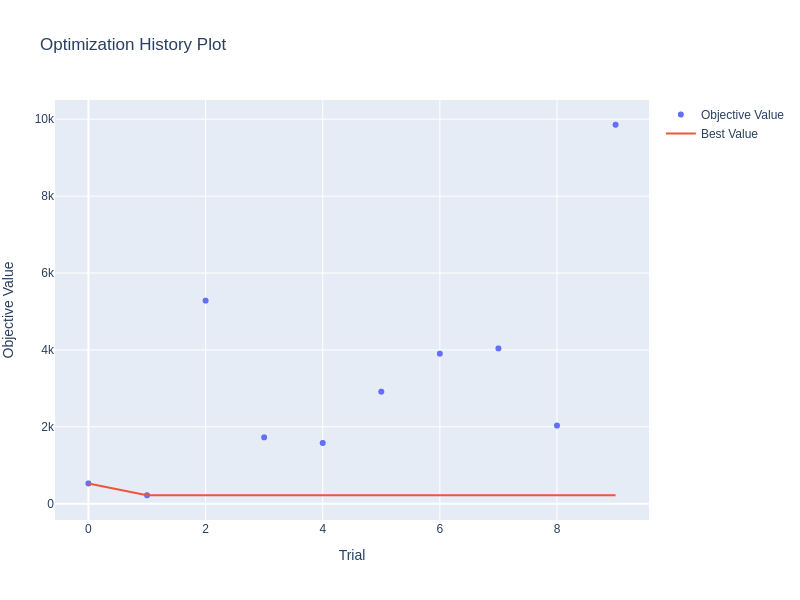 Optimization History Plot
Objective Value
Best Value
10k
8k
6k
4k
2k
0
Objective Value
0 2 4 6 8
Trial